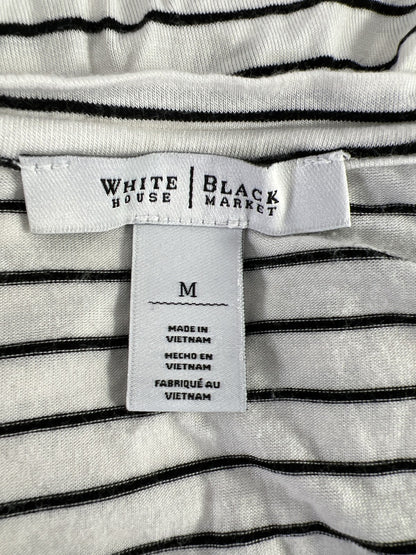 WHITE | BLACK
HOUSE | MARKET
M
MADE IN
VIETNAM
HECHO EN
VIETNAM
FABRIQUÉ AU
VIETNAM